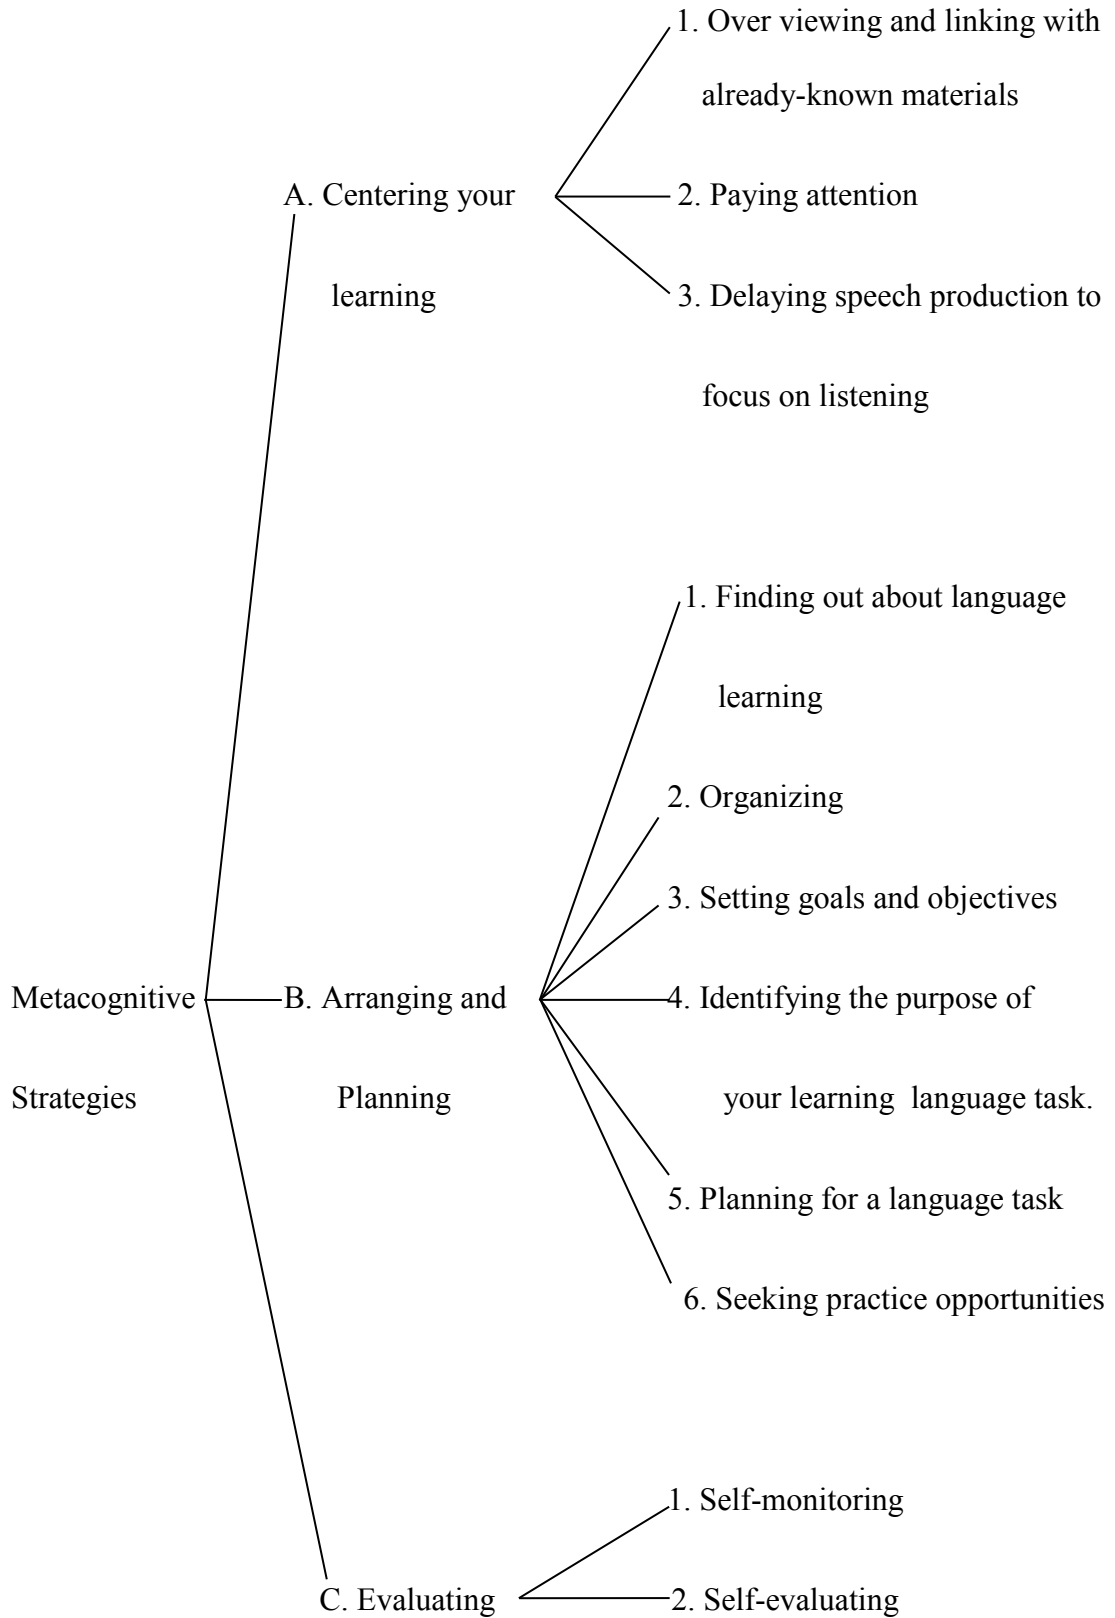 1. Over viewing and linking with
already-known materials
A. Centering your
2. Paying attention
learning
3. Delaying speech production to
focus on listening
1. Finding out about language
learning
2. Organizing
3. Setting goals and objectives
Metacognitive
B. Arranging and
4. Identifying the purpose of
Strategies
Planning
your learning language task.
5. Planning for a language task
6. Seeking practice opportunities
1. Self-monitoring
C. Evaluating
2. Self-evaluating